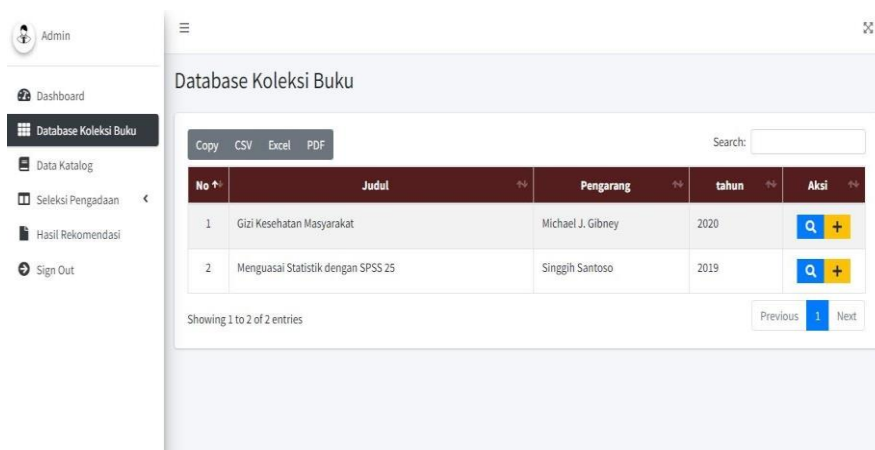 Admin
Dashboard
Database Koleksi Buku
Data Katalog
Seleksi Pengadaan
Hasil Rekomendasi
Sign Out
Database Koleksi Buku
Copy CSV Excel PDF
Search:
No Judul Pengarang tahun Aksi
1 Gizi Kesehatan Masyarakat Michael J. Gibney 2020
2 Menguasai Statistik dengan SPSS 25 Singgih Santoso 2019
Showing 1 to 2 of 2 entries
Previous 1 Next